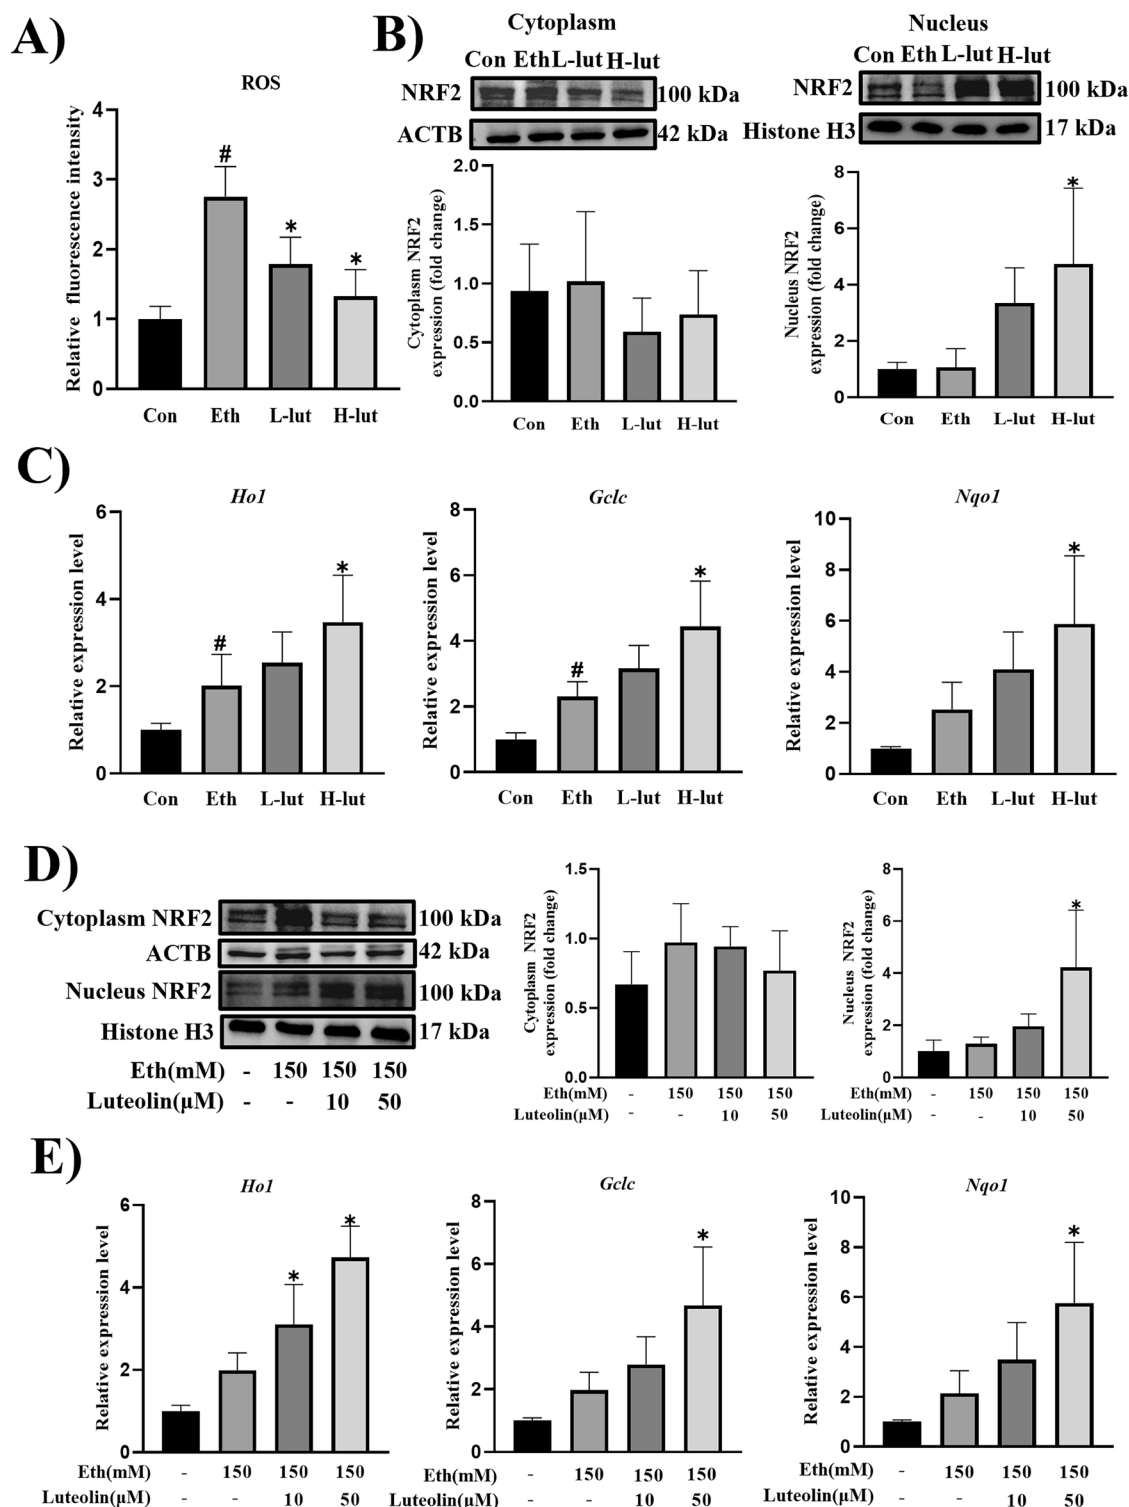 A)
ROS
Relative fluorescence intensity
4
3
2
1
0
#
*
*
Con Eth L-lut H-lut
B)
Cytoplasm
Con Eth L-lut H-lut
NRF2 100 kDa
ACTB 42 kDa
Cytoplasm NRF2
expression (fold change)
2.0
1.5
1.0
0.5
0.0
Con Eth L-lut H-lut
Nucleus
Con Eth L-lut H-lut
NRF2 100 kDa
Histone H3 17 kDa
Nucleus NRF2
expression (fold change)
8
6
4
2
0
*
Con Eth L-lut H-lut
C)
Ho1
Relative expression level
6
4
2
0
#
*
Con Eth L-lut H-lut
Gclc
Relative expression level
8
6
4
2
0
#
*
Con Eth L-lut H-lut
Nqo1
Relative expression level
10
8
6
4
2
0
*
Con Eth L-lut H-lut
D)
Cytoplasm NRF2 100 kDa
ACTB 42 kDa
Nucleus NRF2 100 kDa
Histone H3 17 kDa
Eth(mM) - 150 150 150
Luteolin(μM) - - 10 50
Cytoplasm NRF2
expression (fold change)
1.5
1.0
0.5
0.0
Eth(mM) - 150 150 150
Luteolin(μM) - - 10 50
Nucleus NRF2
expression (fold change)
8
6
4
2
0
*
Eth(mM) - 150 150 150
Luteolin(μM) - - 10 50
E)
Ho1
Relative expression level
6
4
2
0
*
*
Eth(mM) - 150 150 150
Luteolin(μM) - - 10 50
Gclc
Relative expression level
8
6
4
2
0
*
Eth(mM) - 150 150 150
Luteolin(μM) - - 10 50
Nqo1
Relative expression level
10
8
6
4
2
0
*
Eth(mM) - 150 150 150
Luteolin(μM) - - 10 50